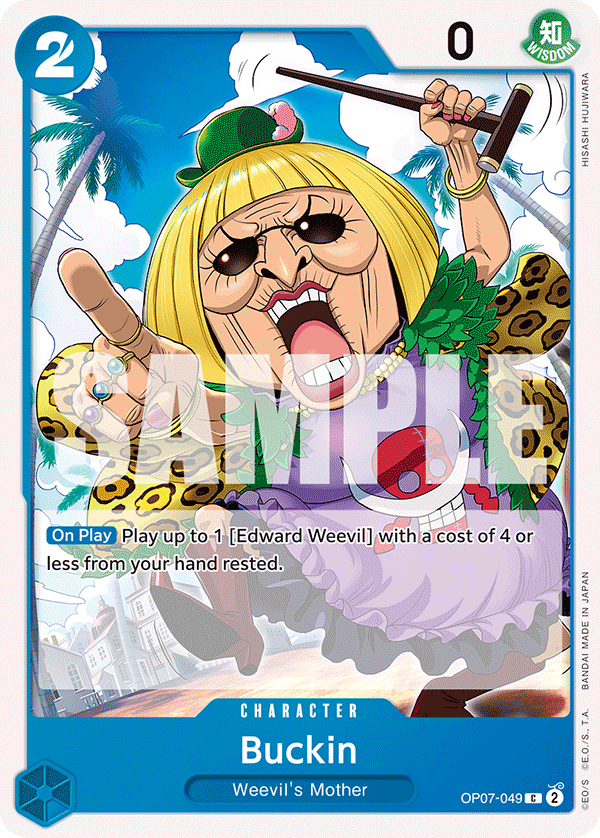 2
0
知
WISDOM
HISASHI HUJIWARA
SAMPLE
On Play Play up to 1 [Edward Weevil] with a cost of 4 or
less from your hand rested.
BANDAI MADE IN JAPAN
©E.O./S., T.A.
©EO/S
CHARACTER
Buckin
Weevil's Mother
OP07-049 C 2